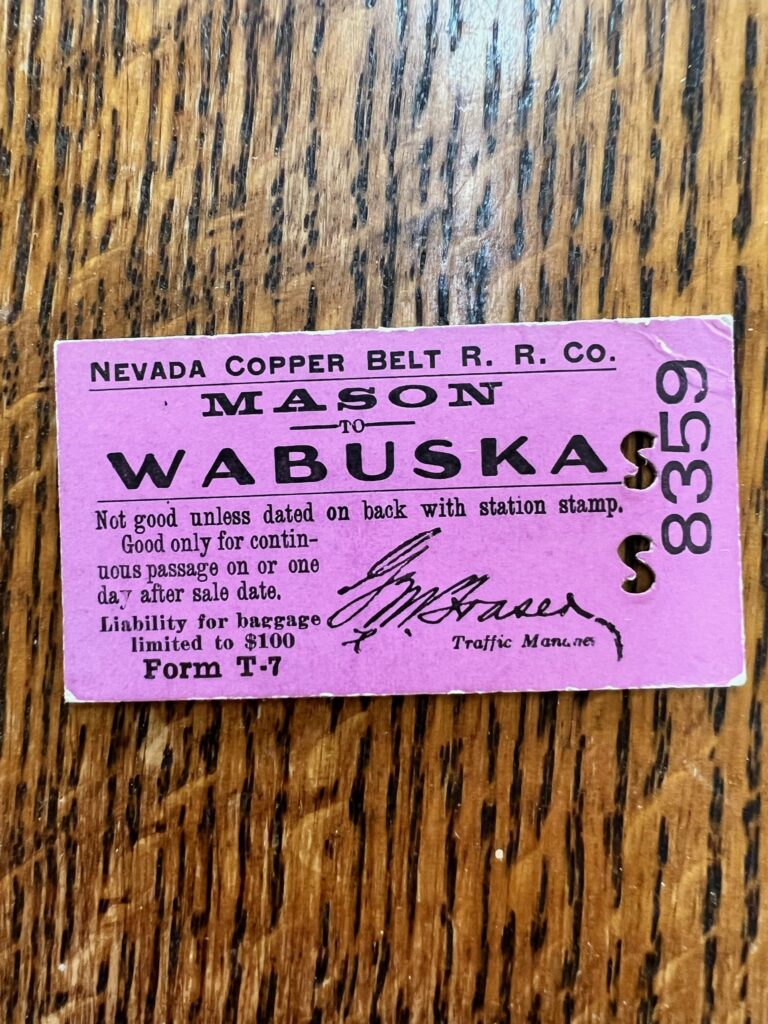 NEVADA COPPER BELT R. R. CO.
MASON
TO
WABUSKA
Not good unless dated on back with station stamp.
Good only for contin-
uous passage on or one
day after sale date.
Liability for baggage
limited to $100
Form T-7
Traffic Manager
S
S
8359